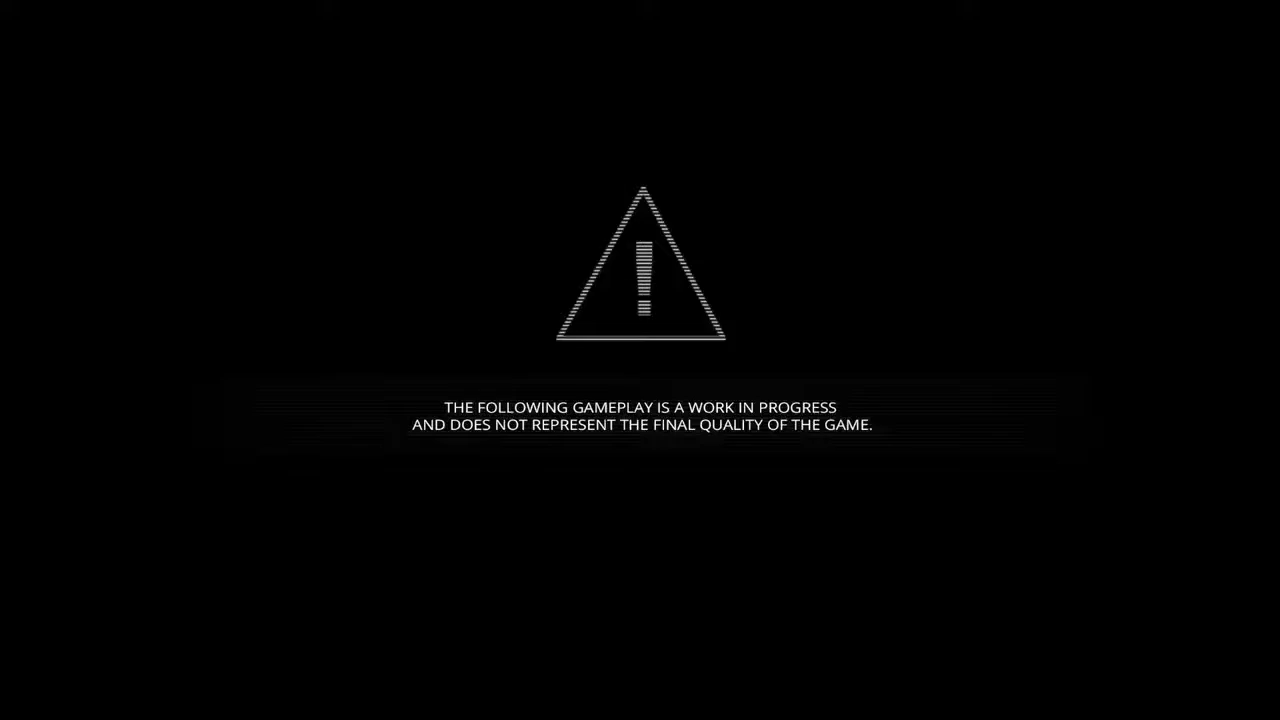 THE FOLLOWING GAMEPLAY IS A WORK IN PROGRESS
AND DOES NOT REPRESENT THE FINAL QUALITY OF THE GAME.